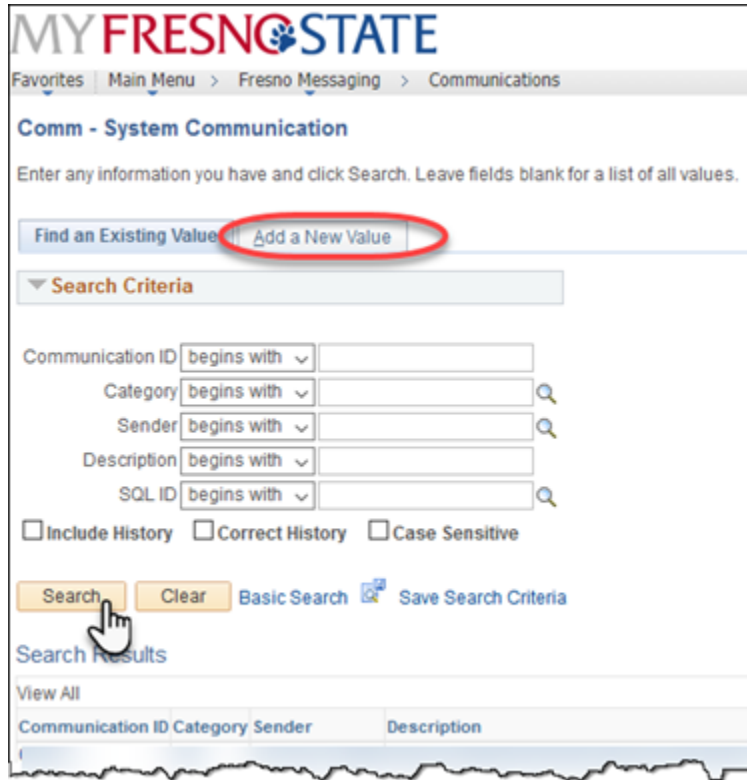 MY FRESNO STATE
Favorites Main Menu > Fresno Messaging > Communications
Comm - System Communication
Enter any information you have and click Search. Leave fields blank for a list of all values.
Find an Existing Value Add a New Value
Search Criteria
Communication ID begins with
Category begins with
Sender begins with
Description begins with
SQL ID begins with
Include History Correct History Case Sensitive
Search Clear Basic Search Save Search Criteria
Search Results
View All
Communication ID Category Sender Description